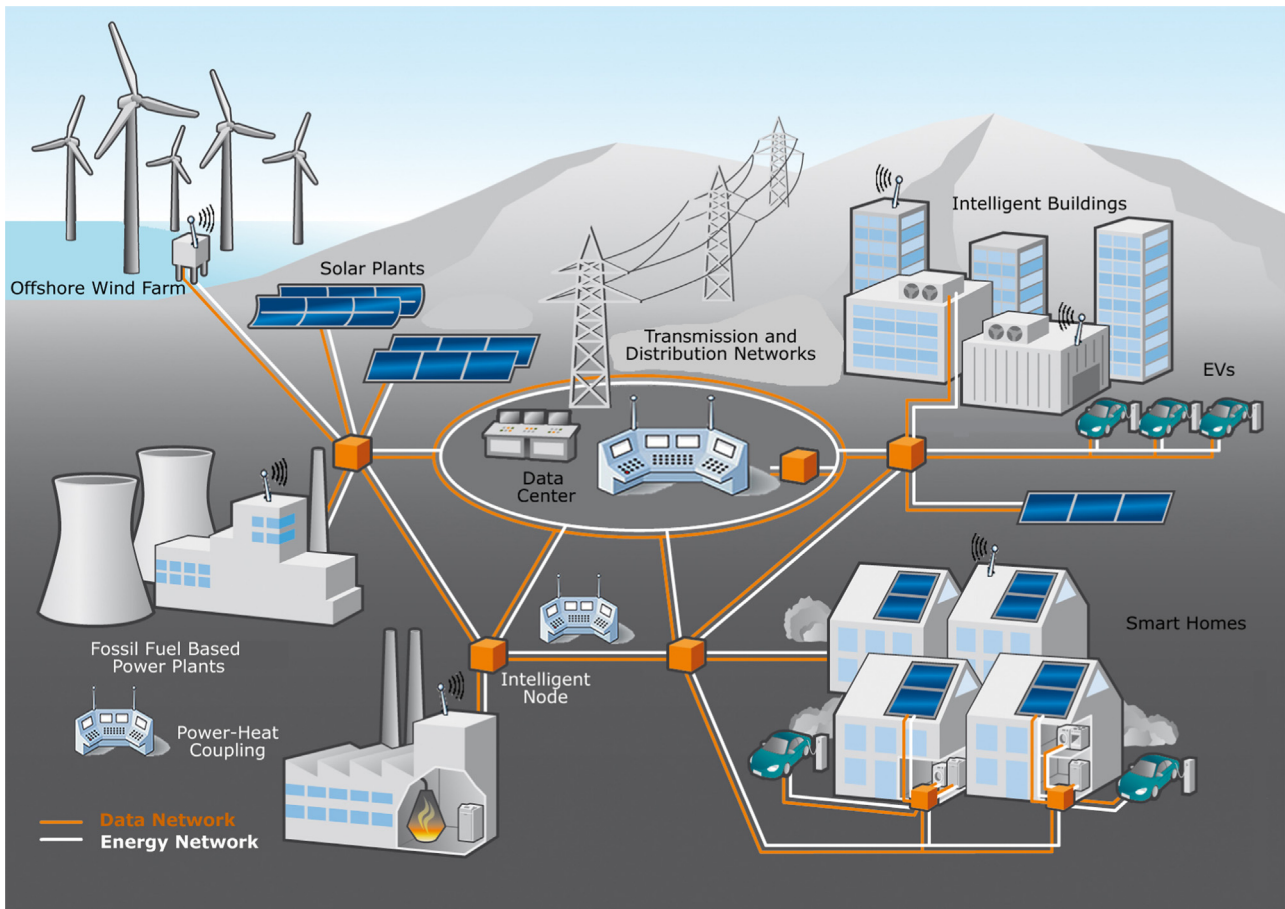 Intelligent Buildings
Solar Plants
Offshore Wind Farm
Transmission and
Distribution Networks
EVs
Data
Center
Smart Homes
Fossil Fuel Based
Power Plants
Intelligent
Node
Power-Heat
Coupling
Data Network
Energy Network